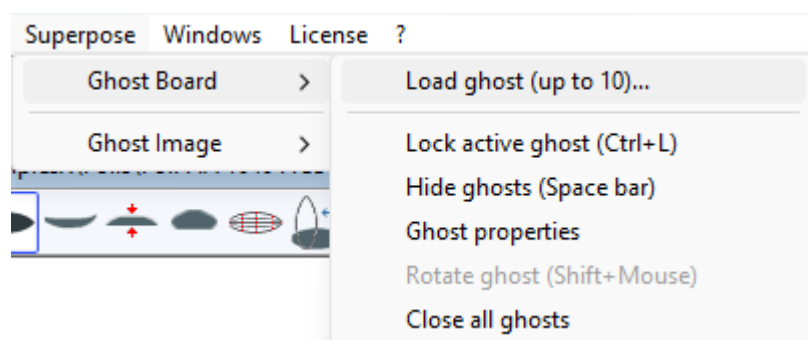 Superpose Windows License ?
Ghost Board
Ghost Image
Load ghost (up to 10)...
Lock active ghost (Ctrl+L)
Hide ghosts (Space bar)
Ghost properties
Rotate ghost (Shift+Mouse)
Close all ghosts